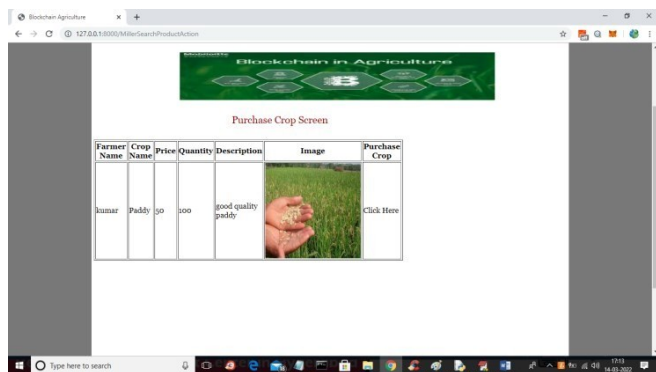 Blockchain Agriculture
127.0.0.1:8000/MillerSearchProductAction
Blockchain in Agriculture
Purchase Crop Screen
Farmer Name Crop Name Price Quantity Description Image Purchase Crop
kumar Paddy 50 100 good quality paddy Click Here
Type here to search
17:13
14-03-2022